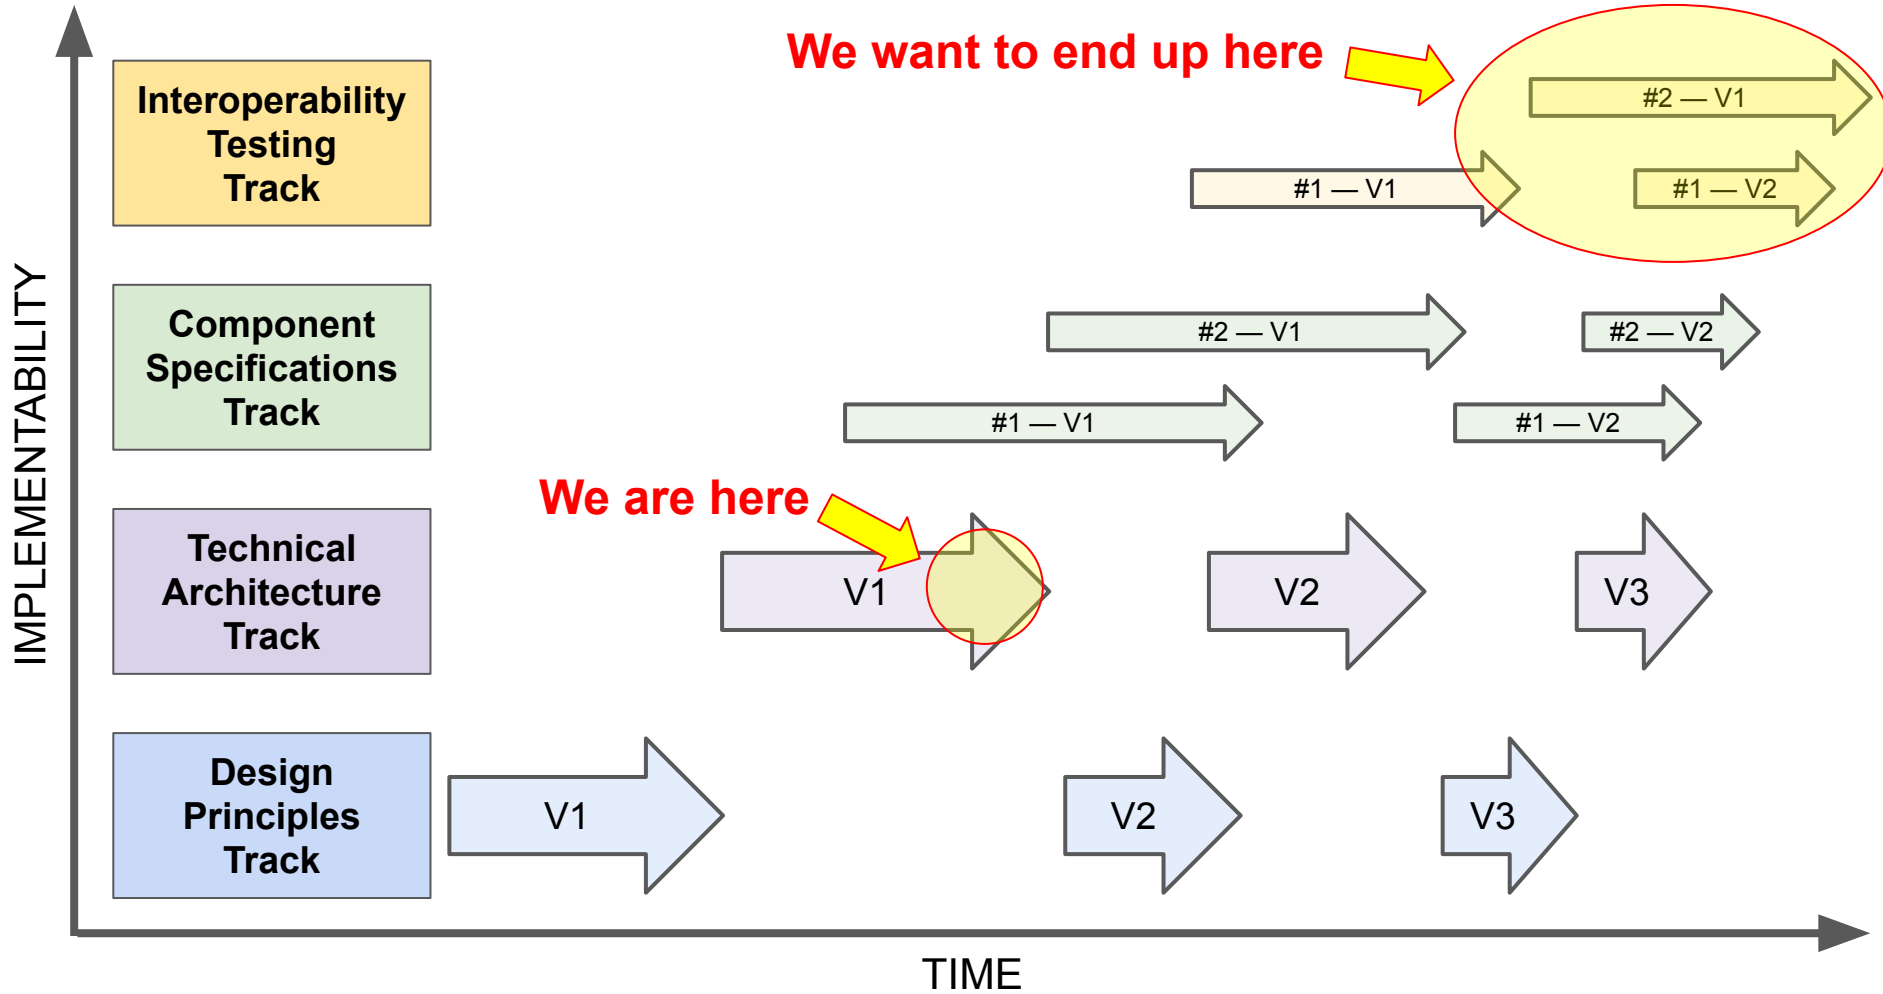 We want to end up here
Interoperability
Testing
Track
#2 — V1
#1 — V1
#1 — V2
Component
Specifications
Track
#2 — V1
#2 — V2
#1 — V1
#1 — V2
We are here
Technical
Architecture
Track
V1
V2
V3
Design
Principles
Track
V1
V2
V3
IMPLEMENTABILITY
TIME